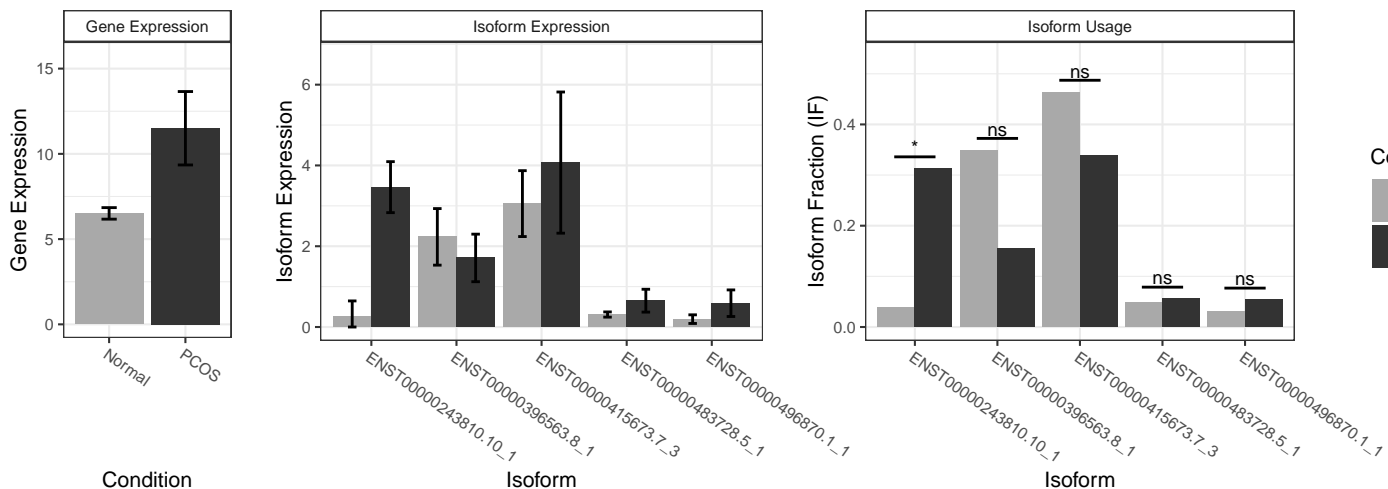 Gene Expression
Gene Expression
15
10
5
0
Normal
PCOS
Condition
Isoform Expression
Isoform Expression
6
4
2
0
ENST00000243810.10_1
ENST00000396563.8_1
ENST00000415673.7_3
ENST00000483728.5_1
ENST00000496870.1_1
Isoform
Isoform Usage
Isoform Fraction (IF)
0.4
0.2
0.0
*
ns
ns
ns
ns
ENST00000243810.10_1
ENST00000396563.8_1
ENST00000415673.7_3
ENST00000483728.5_1
ENST00000496870.1_1
Isoform